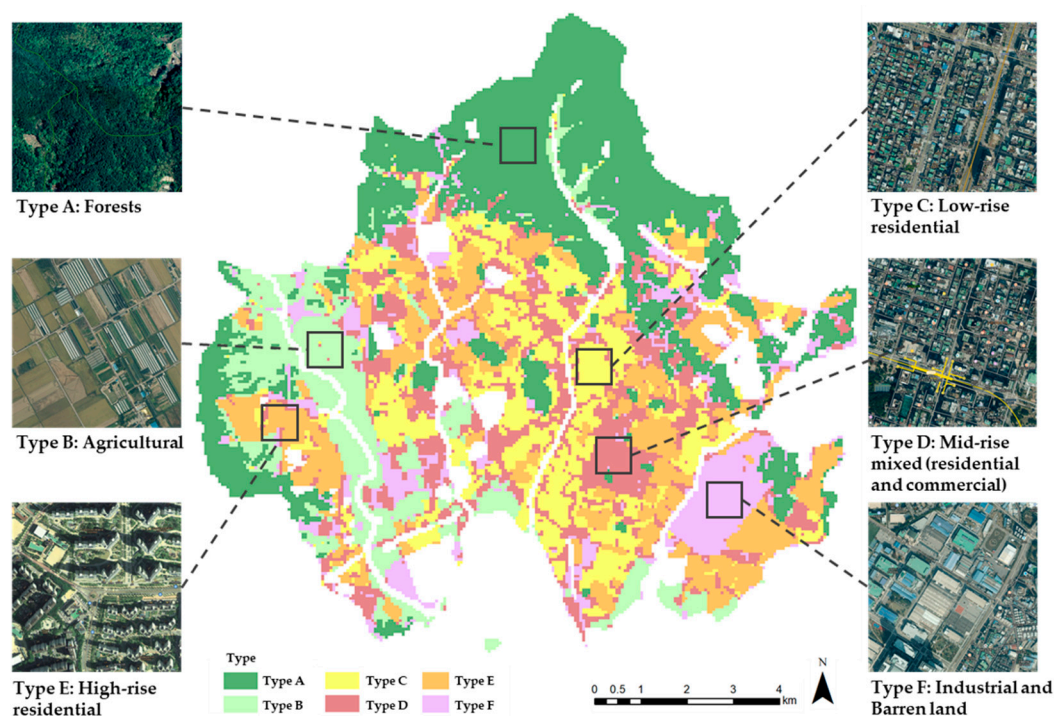 Type A: Forests
Type B: Agricultural
Type E: High-rise
residential
Type C: Low-rise
residential
Type D: Mid-rise
mixed (residential
and commercial)
Type F: Industrial and
Barren land
Type
Type A
Type C
Type E
Type B
Type D
Type F
0 0.5 1 2 3 4
km
N